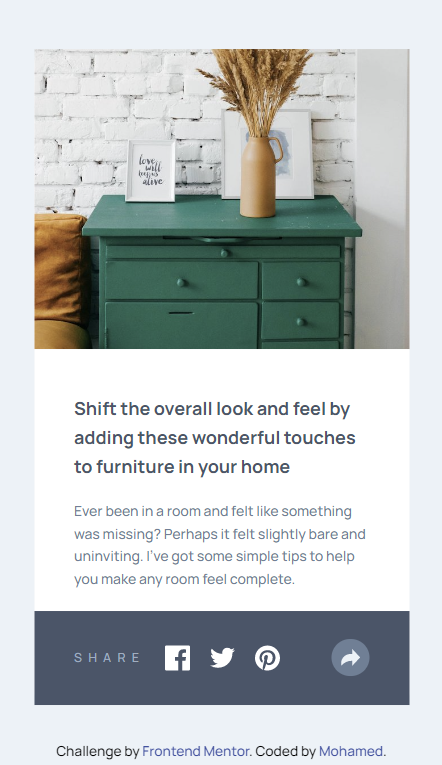 love
will
keep us
alive
Shift the overall look and feel by
adding these wonderful touches
to furniture in your home
Ever been in a room and felt like something
was missing? Perhaps it felt slightly bare and
uninviting. I've got some simple tips to help
you make any room feel complete.
SHARE
Challenge by Frontend Mentor. Coded by Mohamed.